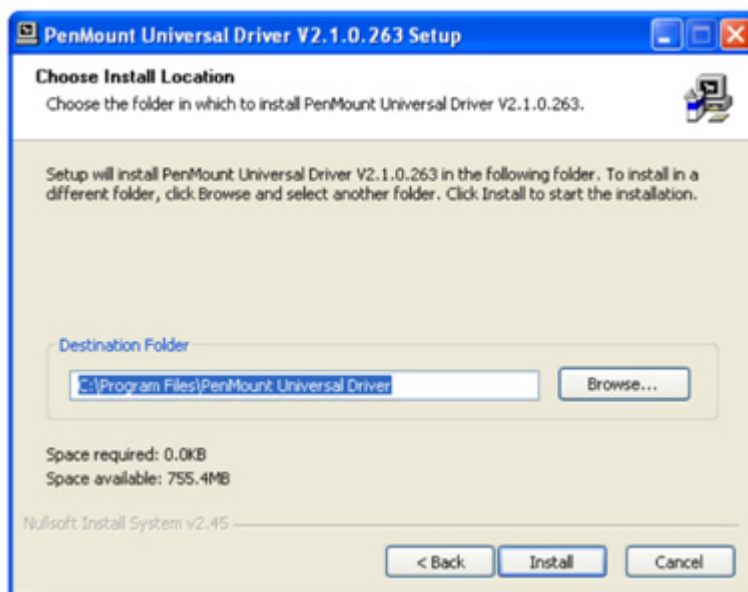 PenMount Universal Driver V2.1.0.263 Setup
Choose Install Location
Choose the folder in which to install PenMount Universal Driver V2.1.0.263.
Setup will install PenMount Universal Driver V2.1.0.263 in the following folder. To install in a
different folder, click Browse and select another folder. Click Install to start the installation.
Destination Folder
C:\Program Files\PenMount Universal Driver
Browse...
Space required: 0.0KB
Space available: 755.4MB
Nullsoft Install System v2.45
< Back
Install
Cancel